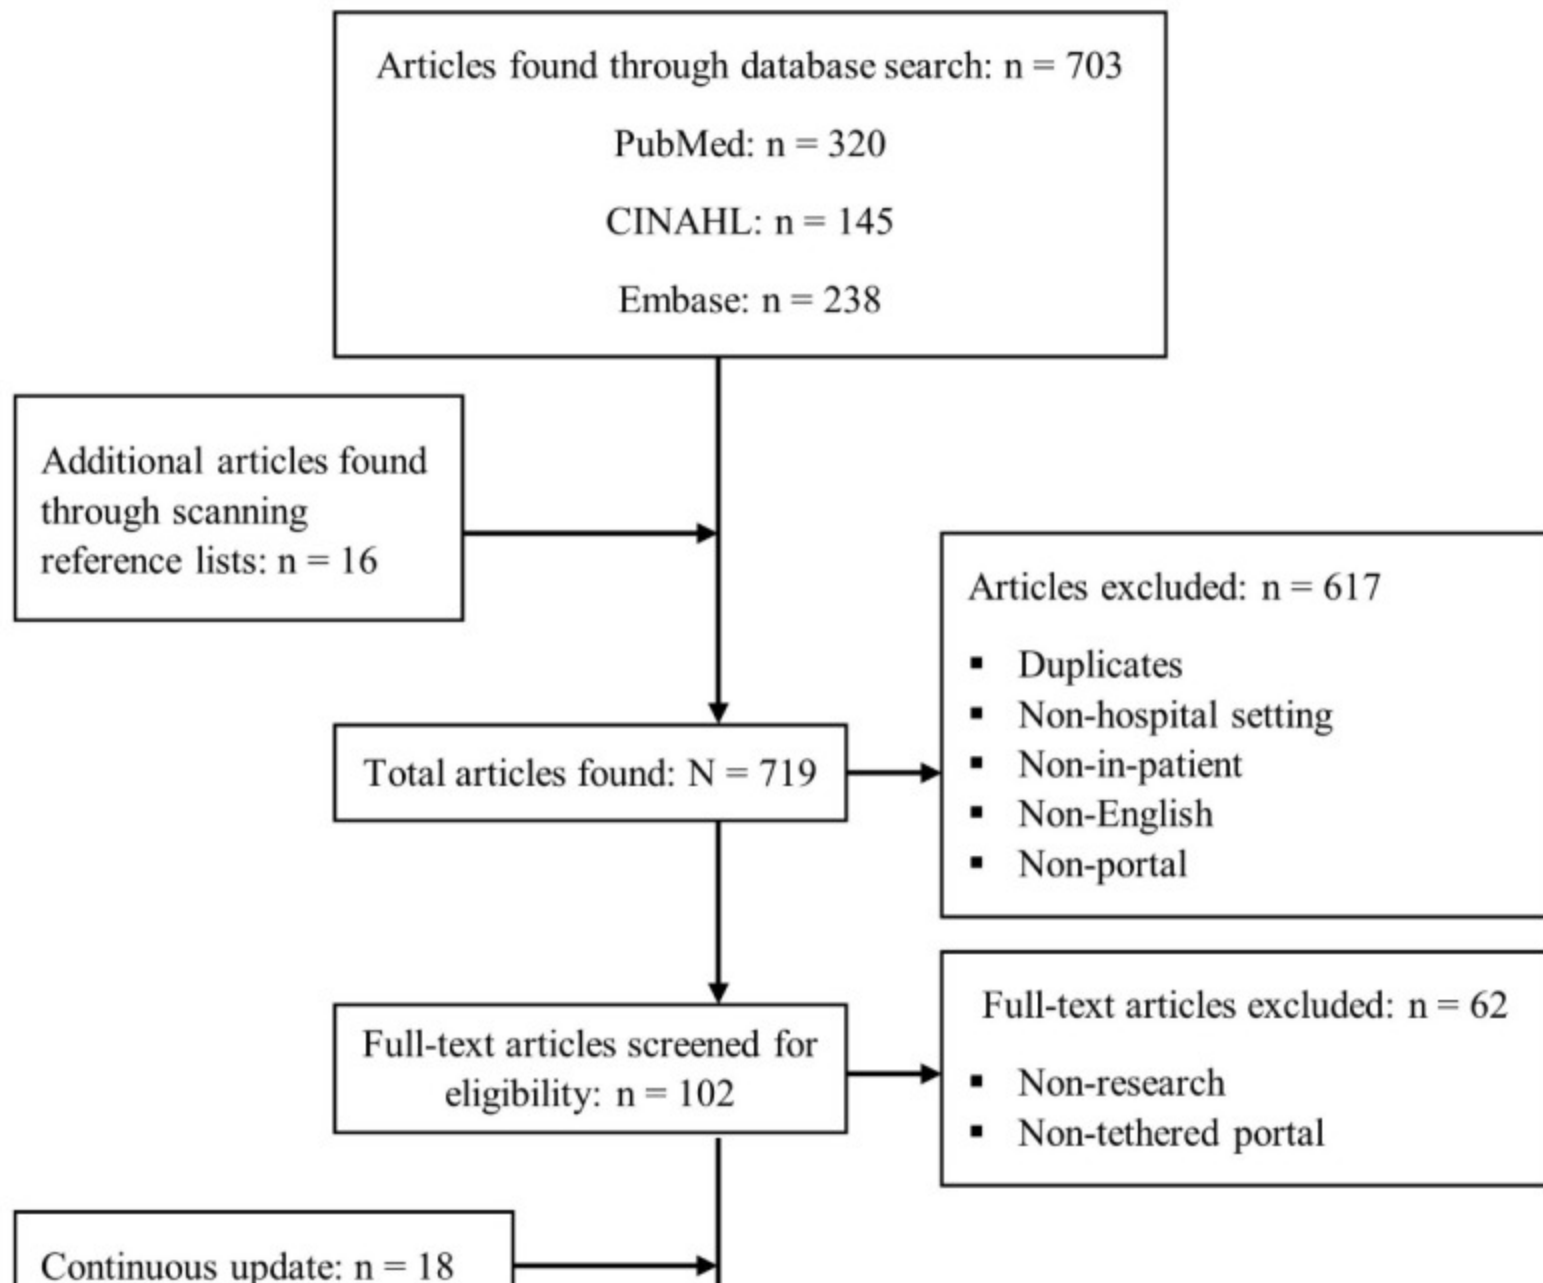 Articles found through database search: n = 703
PubMed: n = 320
CINAHL: n = 145
Embase: n = 238
Additional articles found
through scanning
reference lists: n = 16
Articles excluded: n = 617
▪ Duplicates
▪ Non-hospital setting
▪ Non-in-patient
▪ Non-English
▪ Non-portal
Total articles found: N = 719
Full-text articles screened for
eligibility: n = 102
Full-text articles excluded: n = 62
▪ Non-research
▪ Non-tethered portal
Continuous update: n = 18